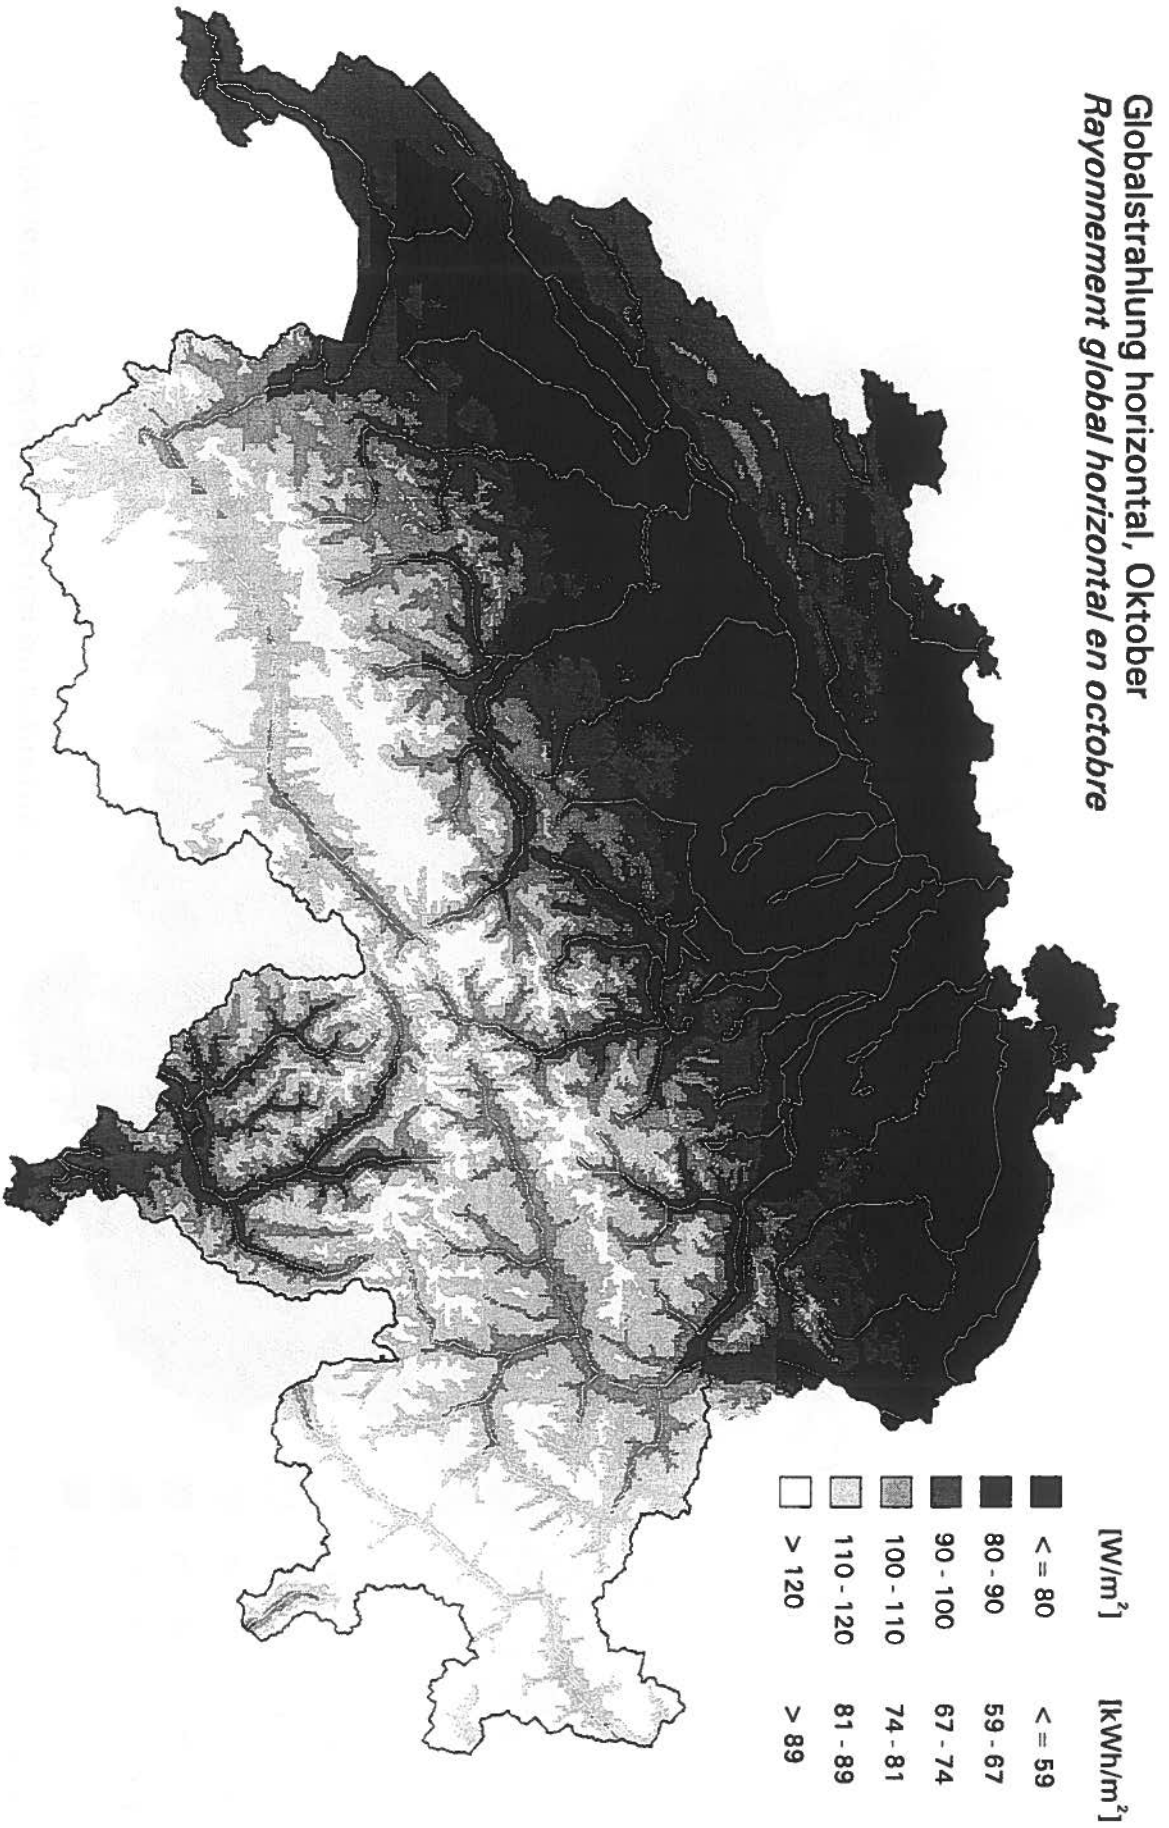 Globalstrahlung horizontal, Oktober
Rayonnement global horizontal en octobre
[W/m²] [kWh/m²]
<= 80 <= 59
80 - 90 59 - 67
90 - 100 67 - 74
100 - 110 74 - 81
110 - 120 81 - 89
> 120 > 89